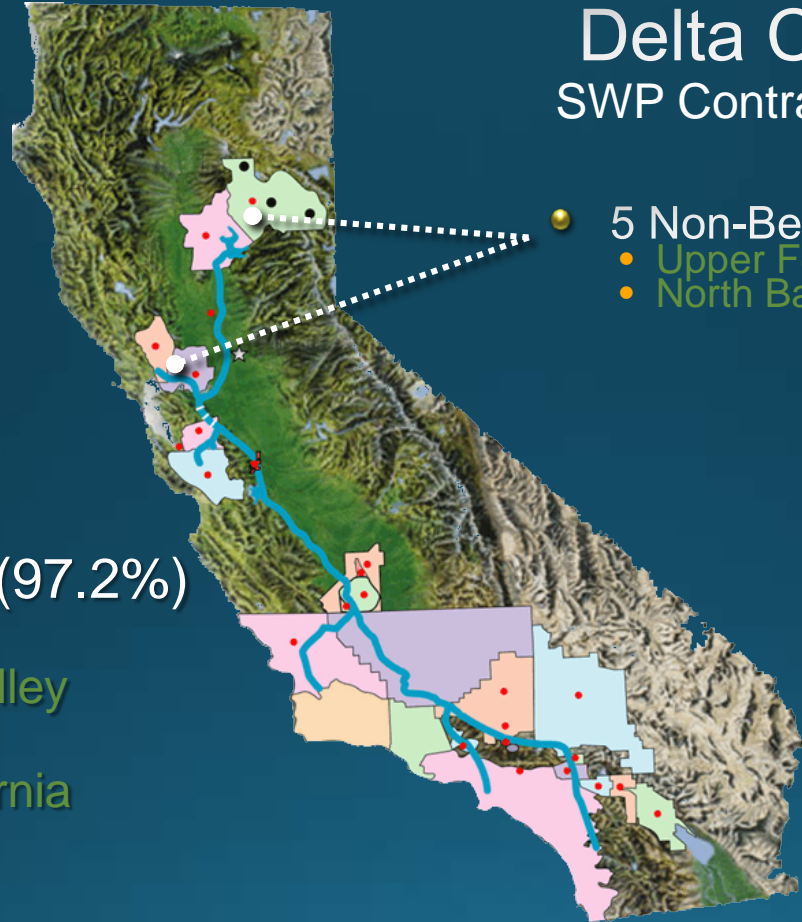 Delta C
SWP Contra
5 Non-Be
Upper F
North Ba
(97.2%)
lley
rnia